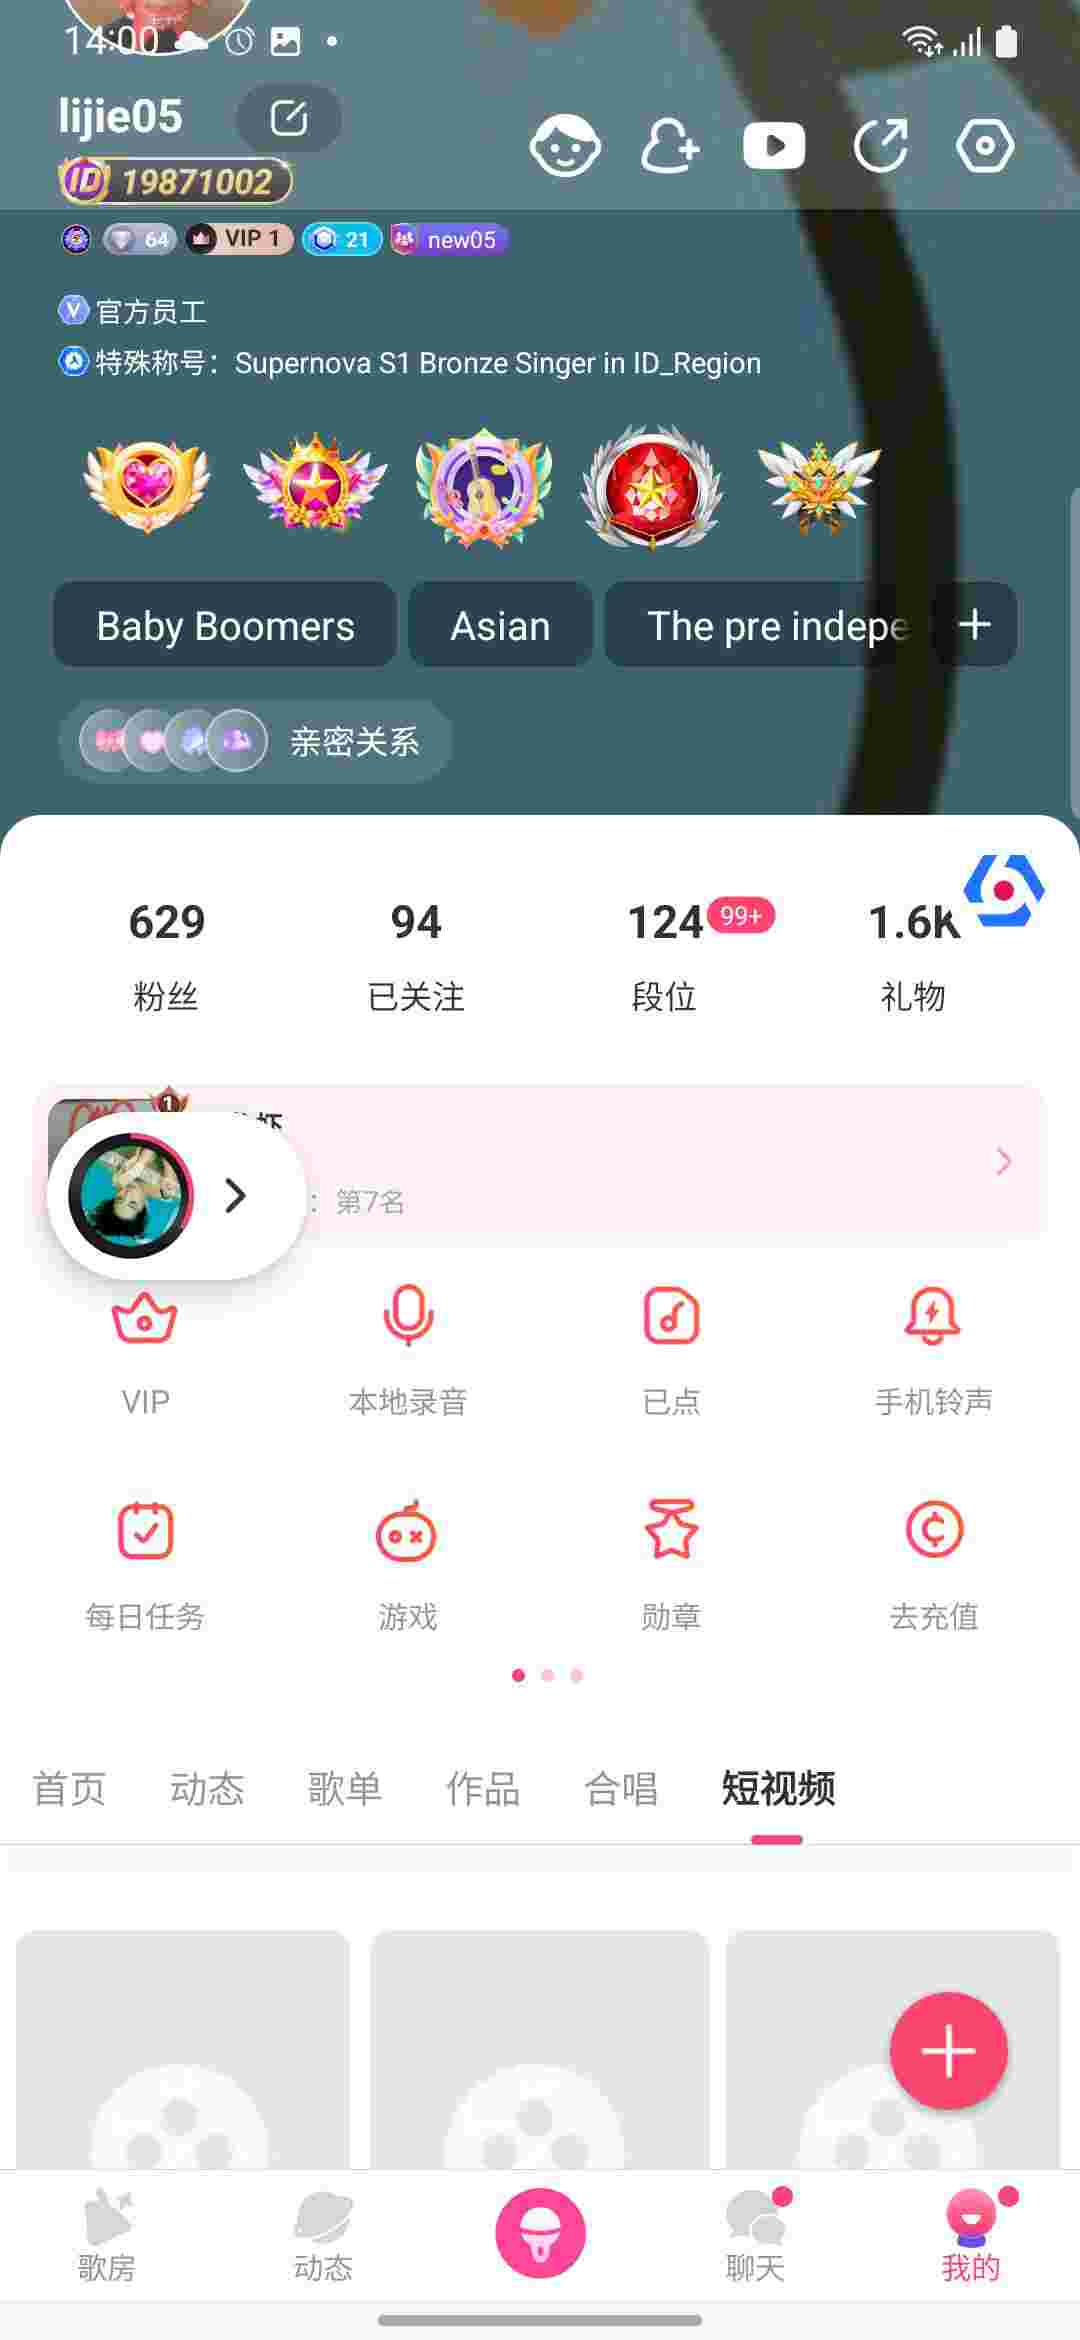 14:00
lijie05
ID 19871002
64
VIP 1
21
new05
官方员工
特殊称号：Supernova S1 Bronze Singer in ID_Region
Baby Boomers
Asian
The pre indepe
亲密关系
629
94
124
99+
1.6K
粉丝
已关注
段位
礼物
1
：第7名
VIP
本地录音
已点
手机铃声
每日任务
游戏
勋章
去充值
首页
动态
歌单
作品
合唱
短视频
歌房
动态
聊天
我的